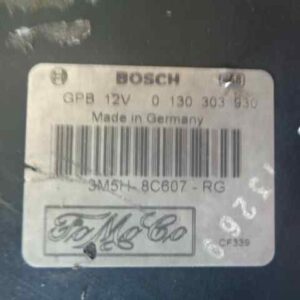 BOSCH
GPB 12V 0 130 303 930
Made in Germany
3M5H-8C607-RG
FoMoCo
CF339